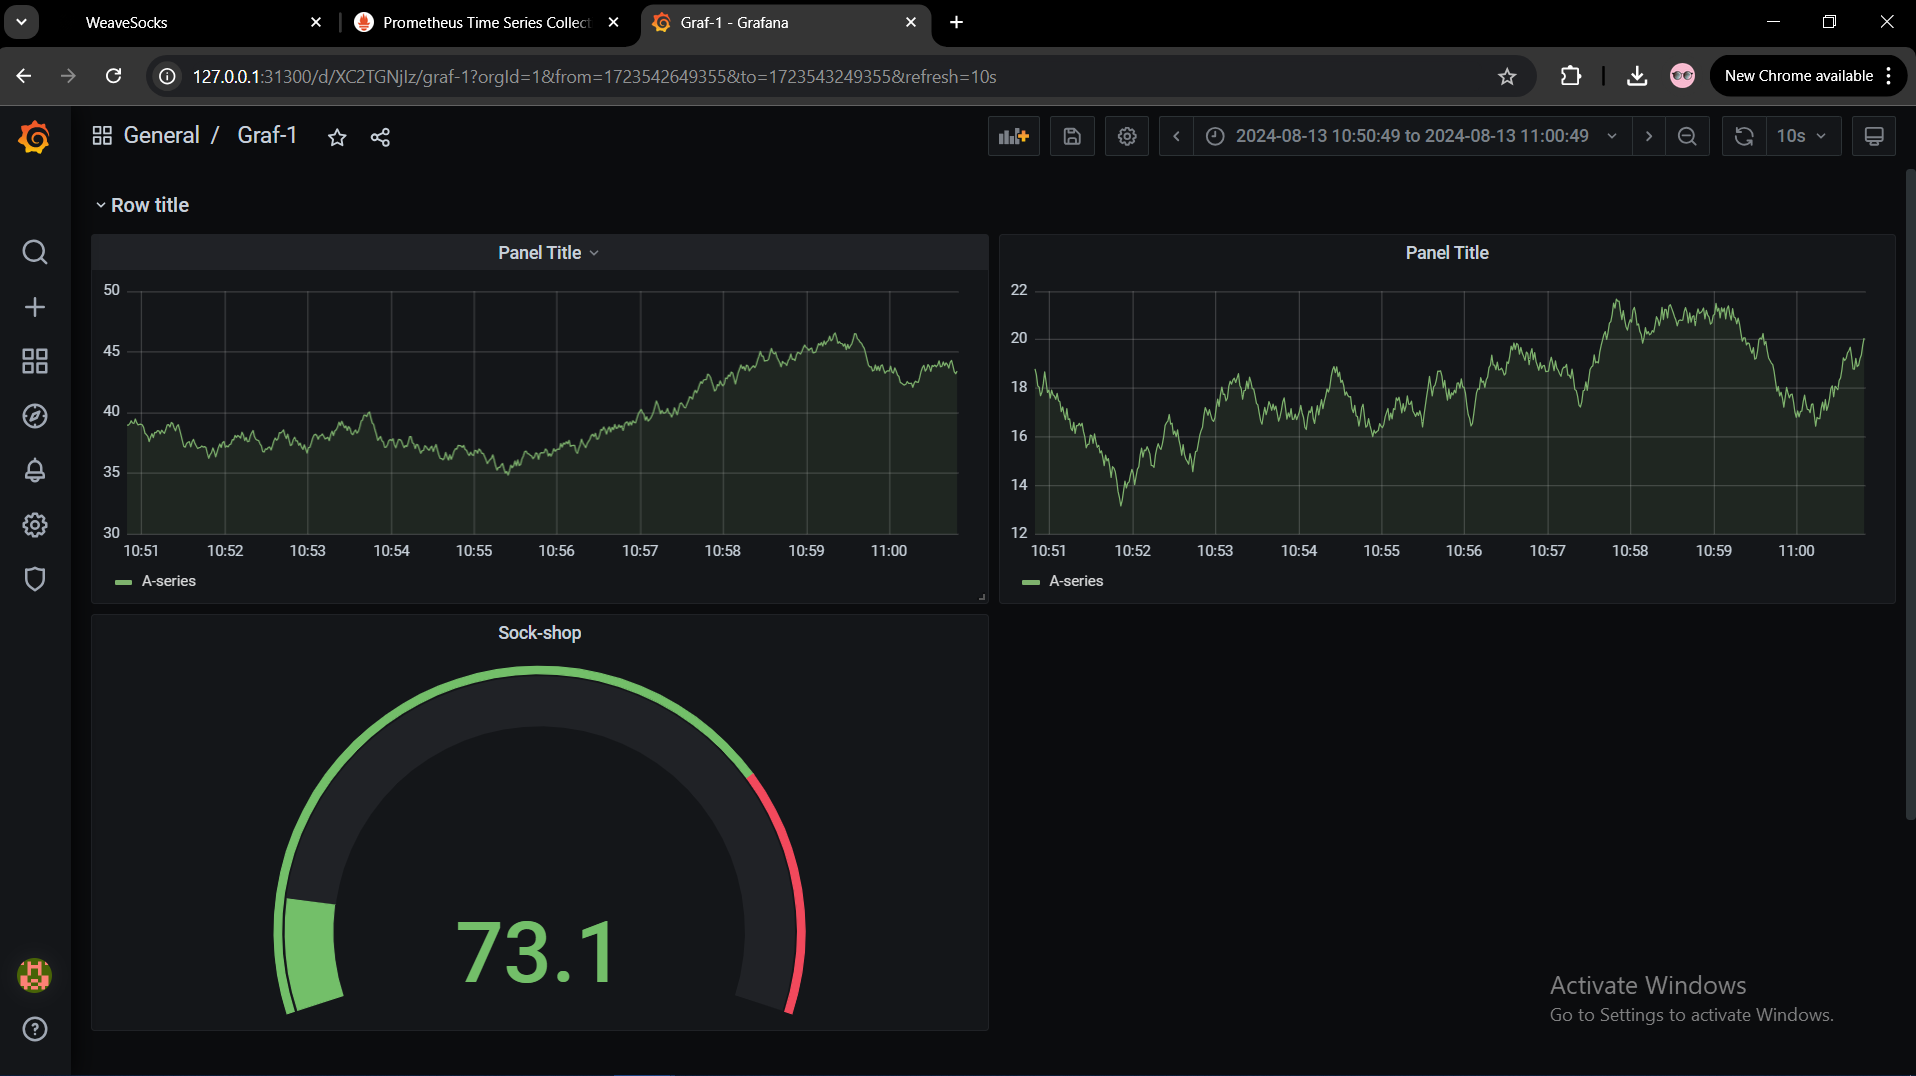 WeaveSocks
Prometheus Time Series Collect
Graf-1 - Grafana
127.0.0.1:31300/d/XC2TGNjIz/graf-1?orgId=1&from=1723542649355&to=1723543249355&refresh=10s
New Chrome available
General / Graf-1
2024-08-13 10:50:49 to 2024-08-13 11:00:49
10s
Row title
Panel Title
50
45
40
35
30
10:51 10:52 10:53 10:54 10:55 10:56 10:57 10:58 10:59 11:00
A-series
Panel Title
22
20
18
16
14
12
10:51 10:52 10:53 10:54 10:55 10:56 10:57 10:58 10:59 11:00
A-series
Sock-shop
73.1
Activate Windows
Go to Settings to activate Windows.